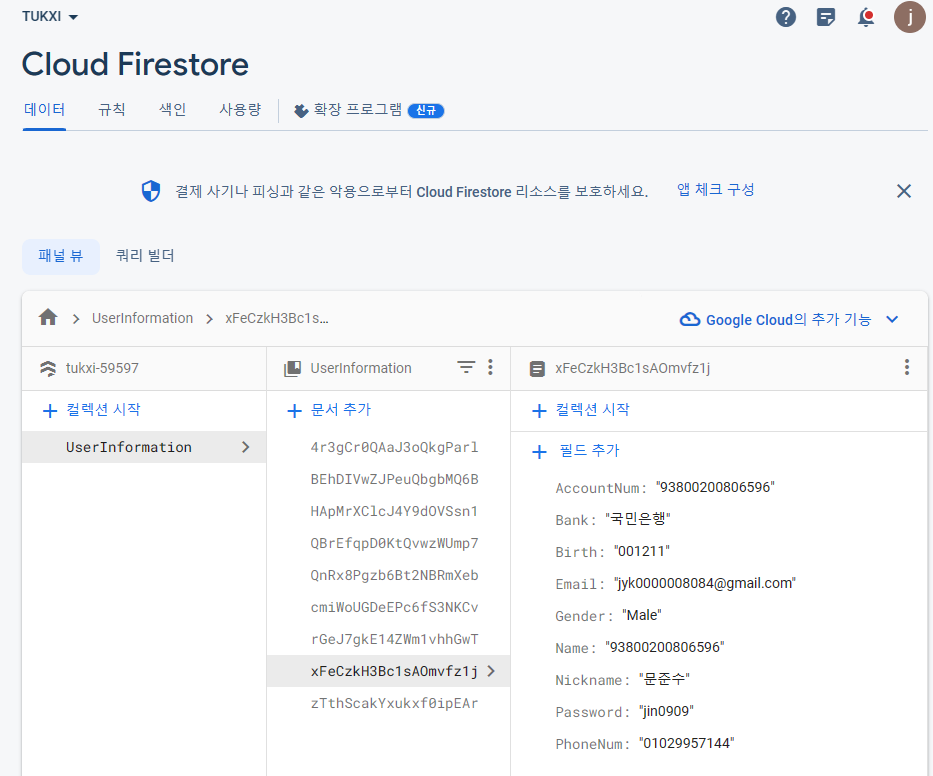 TUKXI
j
Cloud Firestore
데이터 규칙 색인 사용량 확장 프로그램 신규
결제 사기나 피싱과 같은 악용으로부터 Cloud Firestore 리소스를 보호하세요. 앱 체크 구성
패널 뷰 쿼리 빌더
UserInformation xFeCzkH3Bc1s... Google Cloud의 추가 기능
tukxi-59597
컬렉션 시작
UserInformation
UserInformation
문서 추가
4r3gCr0QAaJ3oQkgParl
BEhDIVwZJPeuQbgbMQ6B
HApMrXClcJ4Y9dOVSsn1
QBrEfqpD0KtQvwzWUmp7
QnRx8Pgzb6Bt2NBRmXeb
cmiWoUGDeEPc6fS3NKCv
rGeJ7gkE14ZWm1vhhGwT
xFeCzkH3Bc1sAOmvfz1j
zTthScakYxukxf0ipEAr
xFeCzkH3Bc1sAOmvfz1j
컬렉션 시작
필드 추가
AccountNum: "93800200806596"
Bank: "국민은행"
Birth: "001211"
Email: "jyk0000008084@gmail.com"
Gender: "Male"
Name: "93800200806596"
Nickname: "문준수"
Password: "jin0909"
PhoneNum: "01029957144"